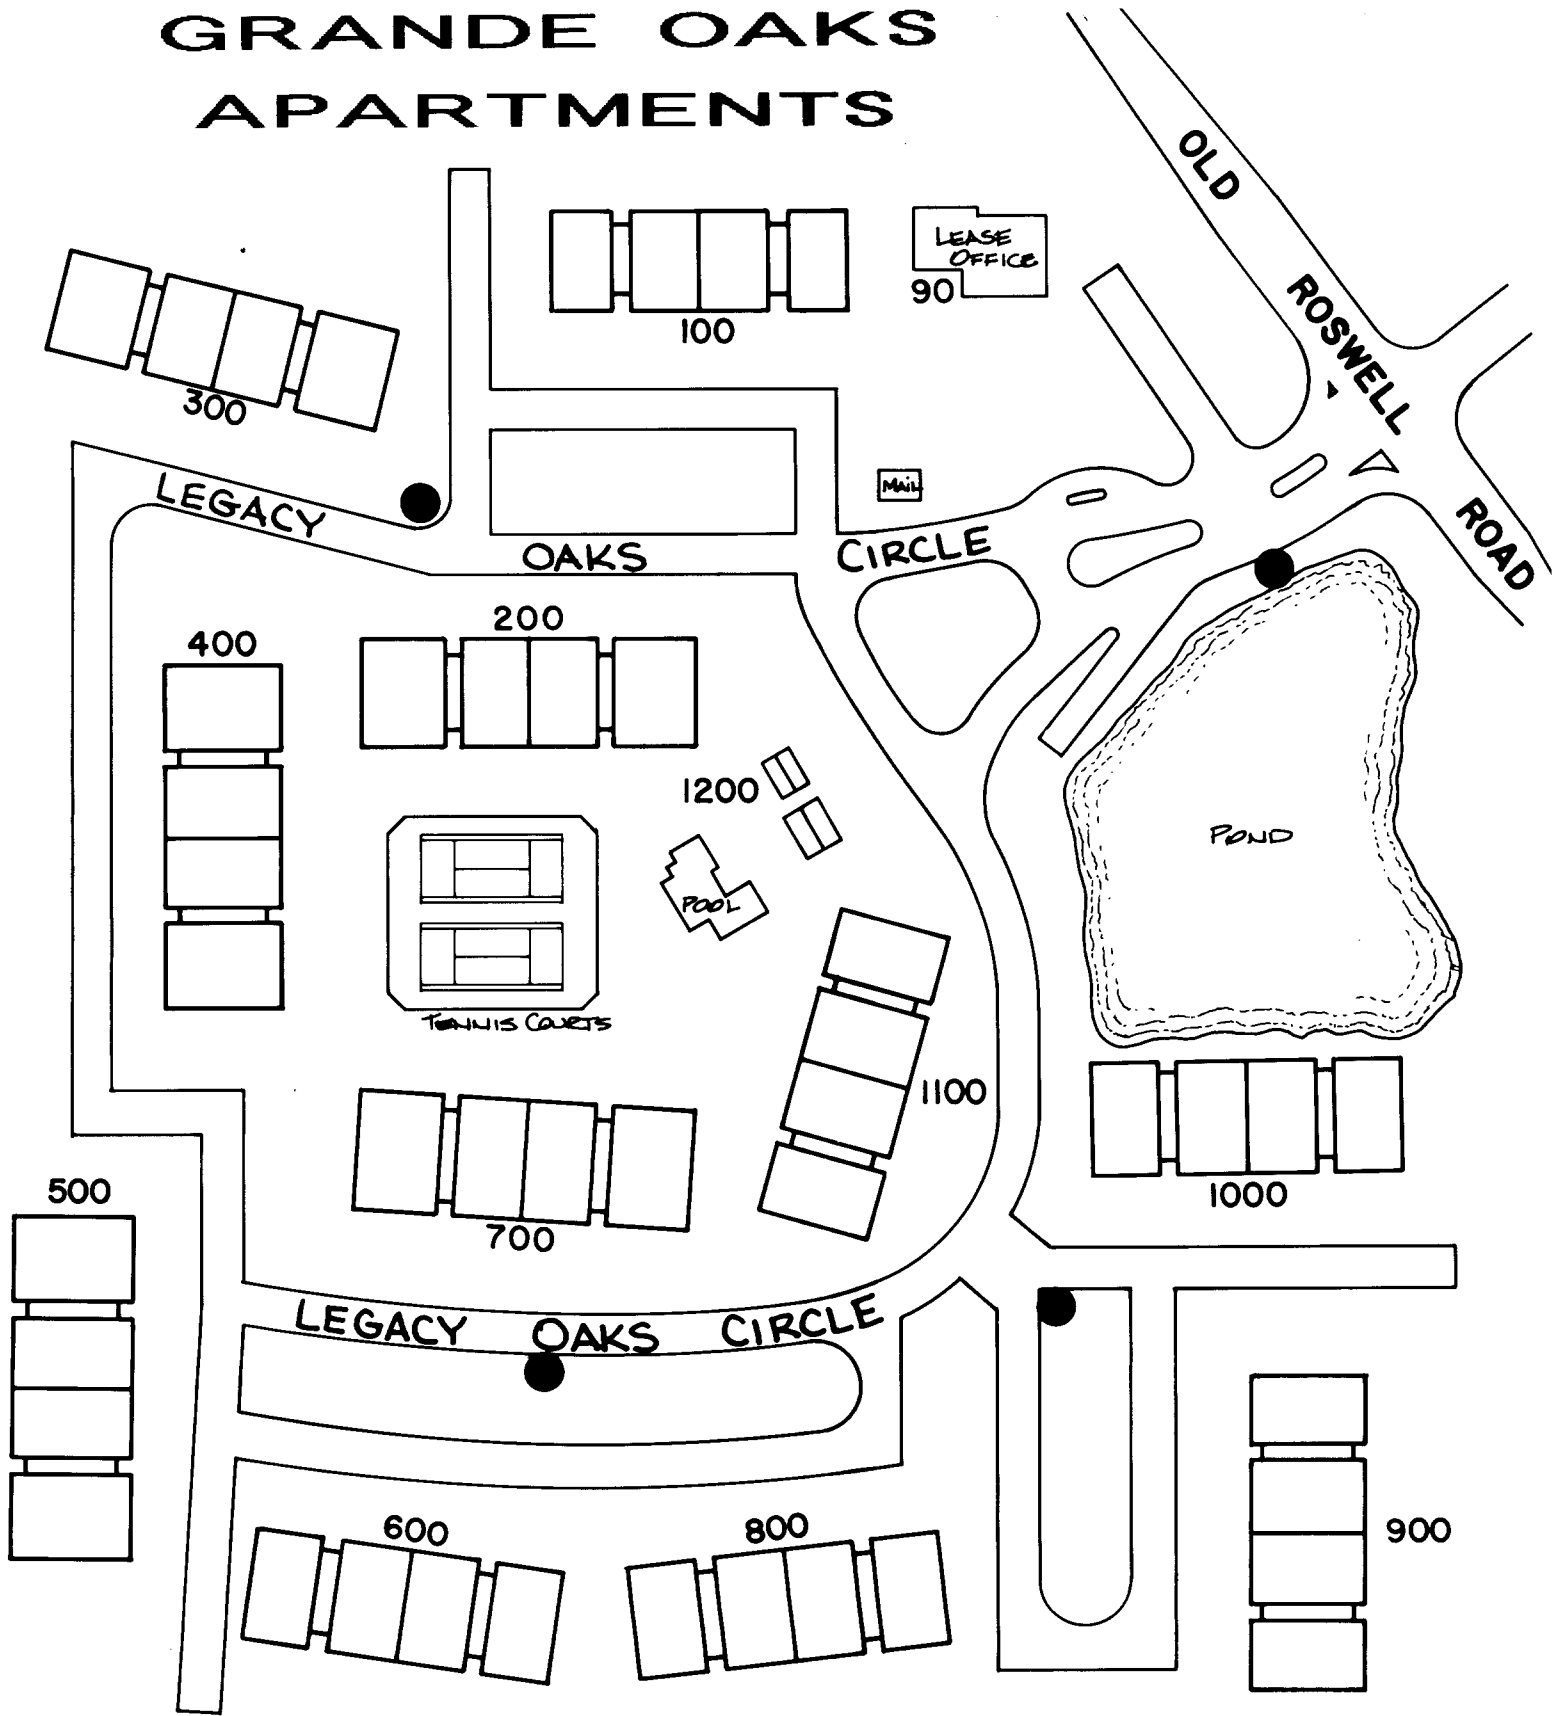 GRANDE OAKS
APARTMENTS
OLD ROSWELL ROAD
LEASE
OFFICE
90
100
300
LEGACY OAKS CIRCLE
MAIL
200
400
1200
POND
POOL
TENNIS COURTS
1100
500
700
1000
LEGACY OAKS CIRCLE
600
800
900